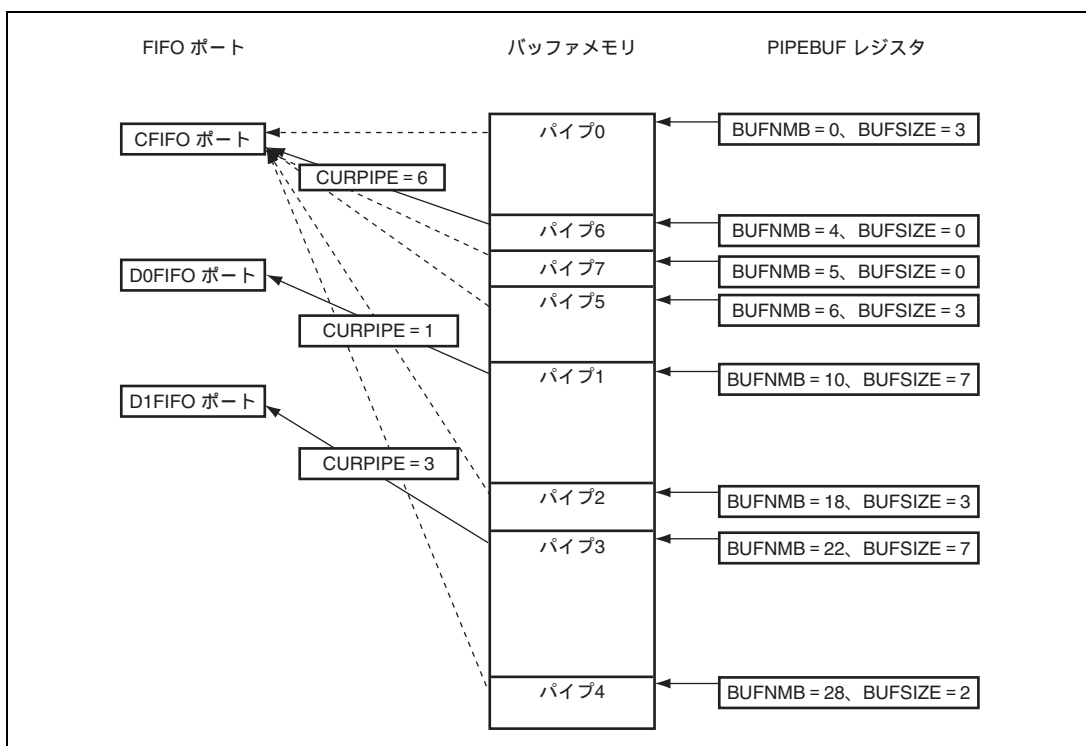 FIFO ポート
バッファメモリ
PIPEBUF レジスタ
CFIFO ポート
パイプ0
BUFNMB = 0、BUFSIZE = 3
CURPIPE = 6
パイプ6
BUFNMB = 4、BUFSIZE = 0
D0FIFO ポート
パイプ7
BUFNMB = 5、BUFSIZE = 0
パイプ5
BUFNMB = 6、BUFSIZE = 3
CURPIPE = 1
パイプ1
BUFNMB = 10、BUFSIZE = 7
D1FIFO ポート
CURPIPE = 3
パイプ2
BUFNMB = 18、BUFSIZE = 3
パイプ3
BUFNMB = 22、BUFSIZE = 7
パイプ4
BUFNMB = 28、BUFSIZE = 2